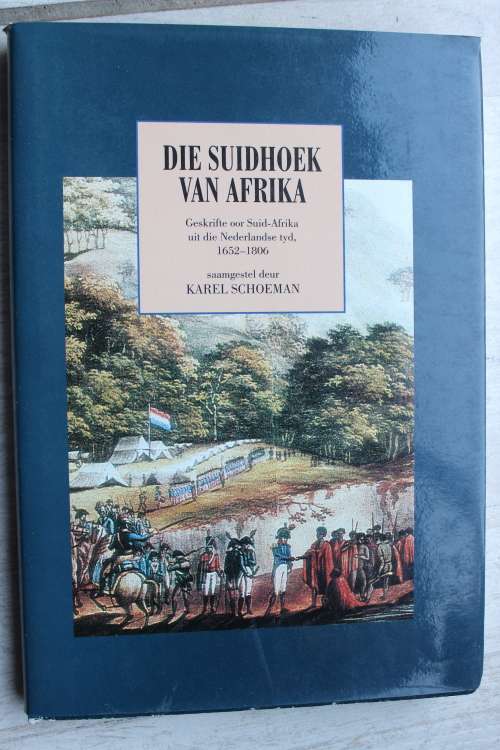 DIE SUIDHOEK
VAN AFRIKA
Geskrifte oor Suid-Afrika
uit die Nederlandse tyd,
1652–1806
saamgestel deur
KAREL SCHOEMAN